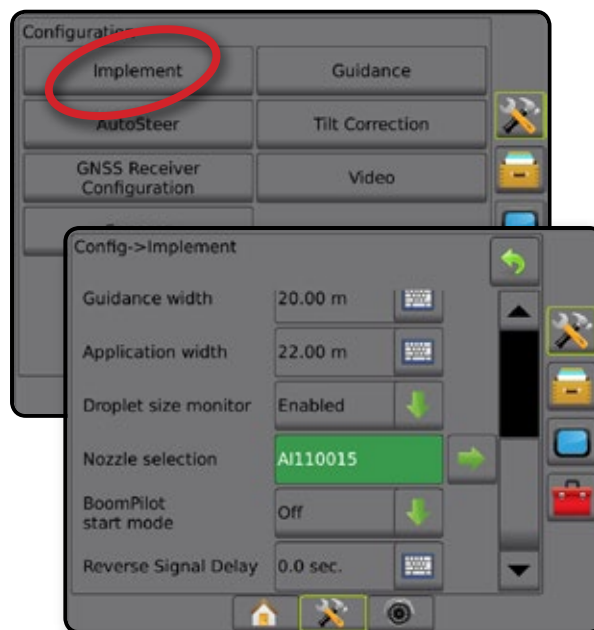 Configuration
Implement
Guidance
AutoSteer
Tilt Correction
GNSS Receiver
Configuration
Video
Config->Implement
Guidance width
20.00 m
Application width
22.00 m
Droplet size monitor
Enabled
Nozzle selection
AI110015
BoomPilot
start mode
Off
Reverse Signal Delay
0.0 sec.